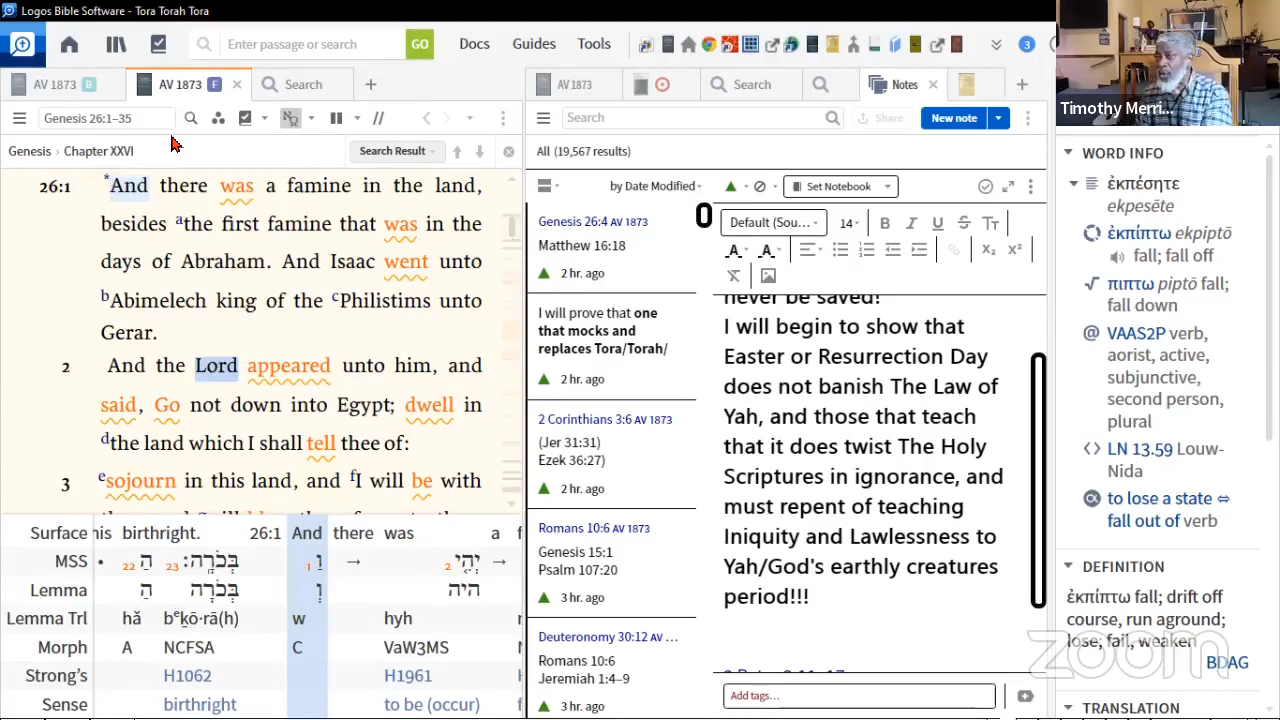 Logos Bible Software - Tora Torah Tora
Enter passage or search
GO
Docs
Guides
Tools
3
AV 1873 B
AV 1873 F
Search
Genesis 26:1–35
Genesis › Chapter XXVI
Search Result
26:1 *And there was a famine in the land,
besides a the first famine that was in the
days of Abraham. And Isaac went unto
b Abimelech king of the c Philistims unto
Gerar.
2 And the Lord appeared unto him, and
said, Go not down into Egypt; dwell in
d the land which I shall tell thee of:
3 e sojourn in this land, and f I will be with
Surface his birthright. 26:1 And there was a f
MSS • הַ 22 בְּכֹרָֽה׃ 23 וַ 1 → יְהִ֤י 2 →
Lemma הַ בְּכֹרָה וְ היה
Lemma Trl hă bᵉḵō·rā(h) w hyh
Morph A NCFSA C VaW3MS
Strong's H1062 H1961
Sense birthright to be (occur)
AV 1873
Search
Notes
Search
Share
New note
All (19,567 results)
by Date Modified
Set Notebook
Genesis 26:4 AV 1873
Matthew 16:18
2 hr. ago
I will prove that one
that mocks and
replaces Tora/Torah/
2 hr. ago
2 Corinthians 3:6 AV 1873
(Jer 31:31)
Ezek 36:27)
2 hr. ago
Romans 10:6 AV 1873
Genesis 15:1
Psalm 107:20
3 hr. ago
Deuteronomy 30:12 AV ...
Romans 10:6
Jeremiah 1:4–9
3 hr. ago
Default (Sou...
14
B I U S TT
A A
X₂ X²
never be saved!
I will begin to show that
Easter or Resurrection Day
does not banish The Law of
Yah, and those that teach
that it does twist The Holy
Scriptures in ignorance, and
must repent of teaching
Iniquity and Lawlessness to
Yah/God's earthly creatures
period!!!
Add tags...
Timothy Merri...
WORD INFO
ἐκπέσητε
ekpesēte
ἐκπίπτω ekpiptō
fall; fall off
πιπτω piptō fall;
fall down
@ VAAS2P verb,
aorist, active,
subjunctive,
second person,
plural
LN 13.59 Louw-
Nida
to lose a state ⇔
fall out of verb
DEFINITION
ἐκπίπτω fall; drift off
course, run aground;
lose; fail, weaken
BDAG
zoom
TRANSLATION